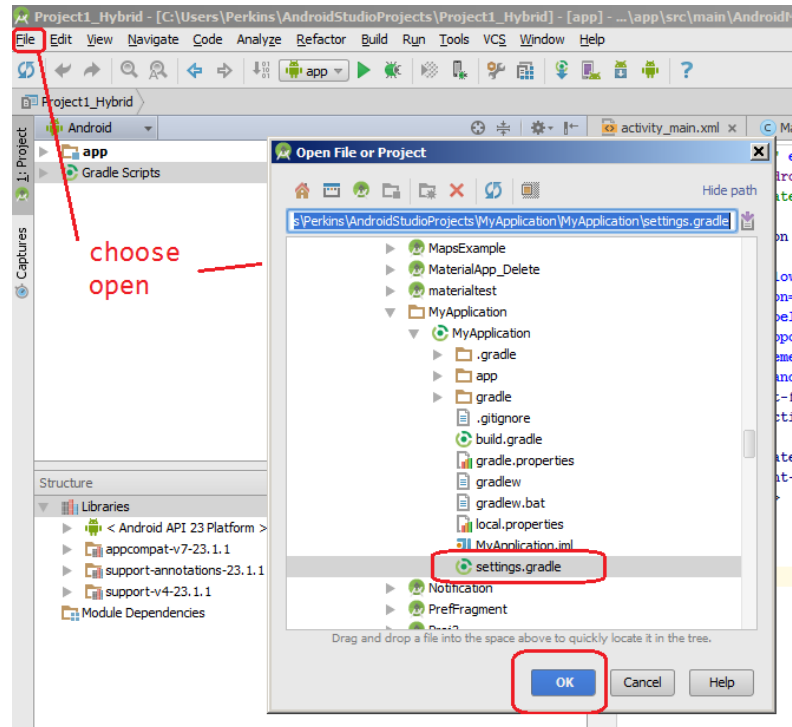 Project1_Hybrid - [C:\Users\Perkins\AndroidStudioProjects\Project1_Hybrid] - [app] - ...\app\src\main\AndroidM
File Edit View Navigate Code Analyze Refactor Build Run Tools VCS Window Help
app
?
Project1_Hybrid
1: Project
Captures
Android
activity_main.xml
app
Gradle Scripts
choose
open
Open File or Project
Hide path
s\Perkins\AndroidStudioProjects\MyApplication\MyApplication\settings.gradle
MapsExample
MaterialApp_Delete
materialtest
MyApplication
MyApplication
.gradle
app
gradle
.gitignore
build.gradle
gradle.properties
gradlew
gradlew.bat
local.properties
MyApplication.iml
settings.gradle
Notification
PrefFragment
Drag and drop a file into the space above to quickly locate it in the tree.
OK Cancel Help
Structure
Libraries
< Android API 23 Platform >
appcompat-v7-23.1.1
support-annotations-23.1.1
support-v4-23.1.1
Module Dependencies